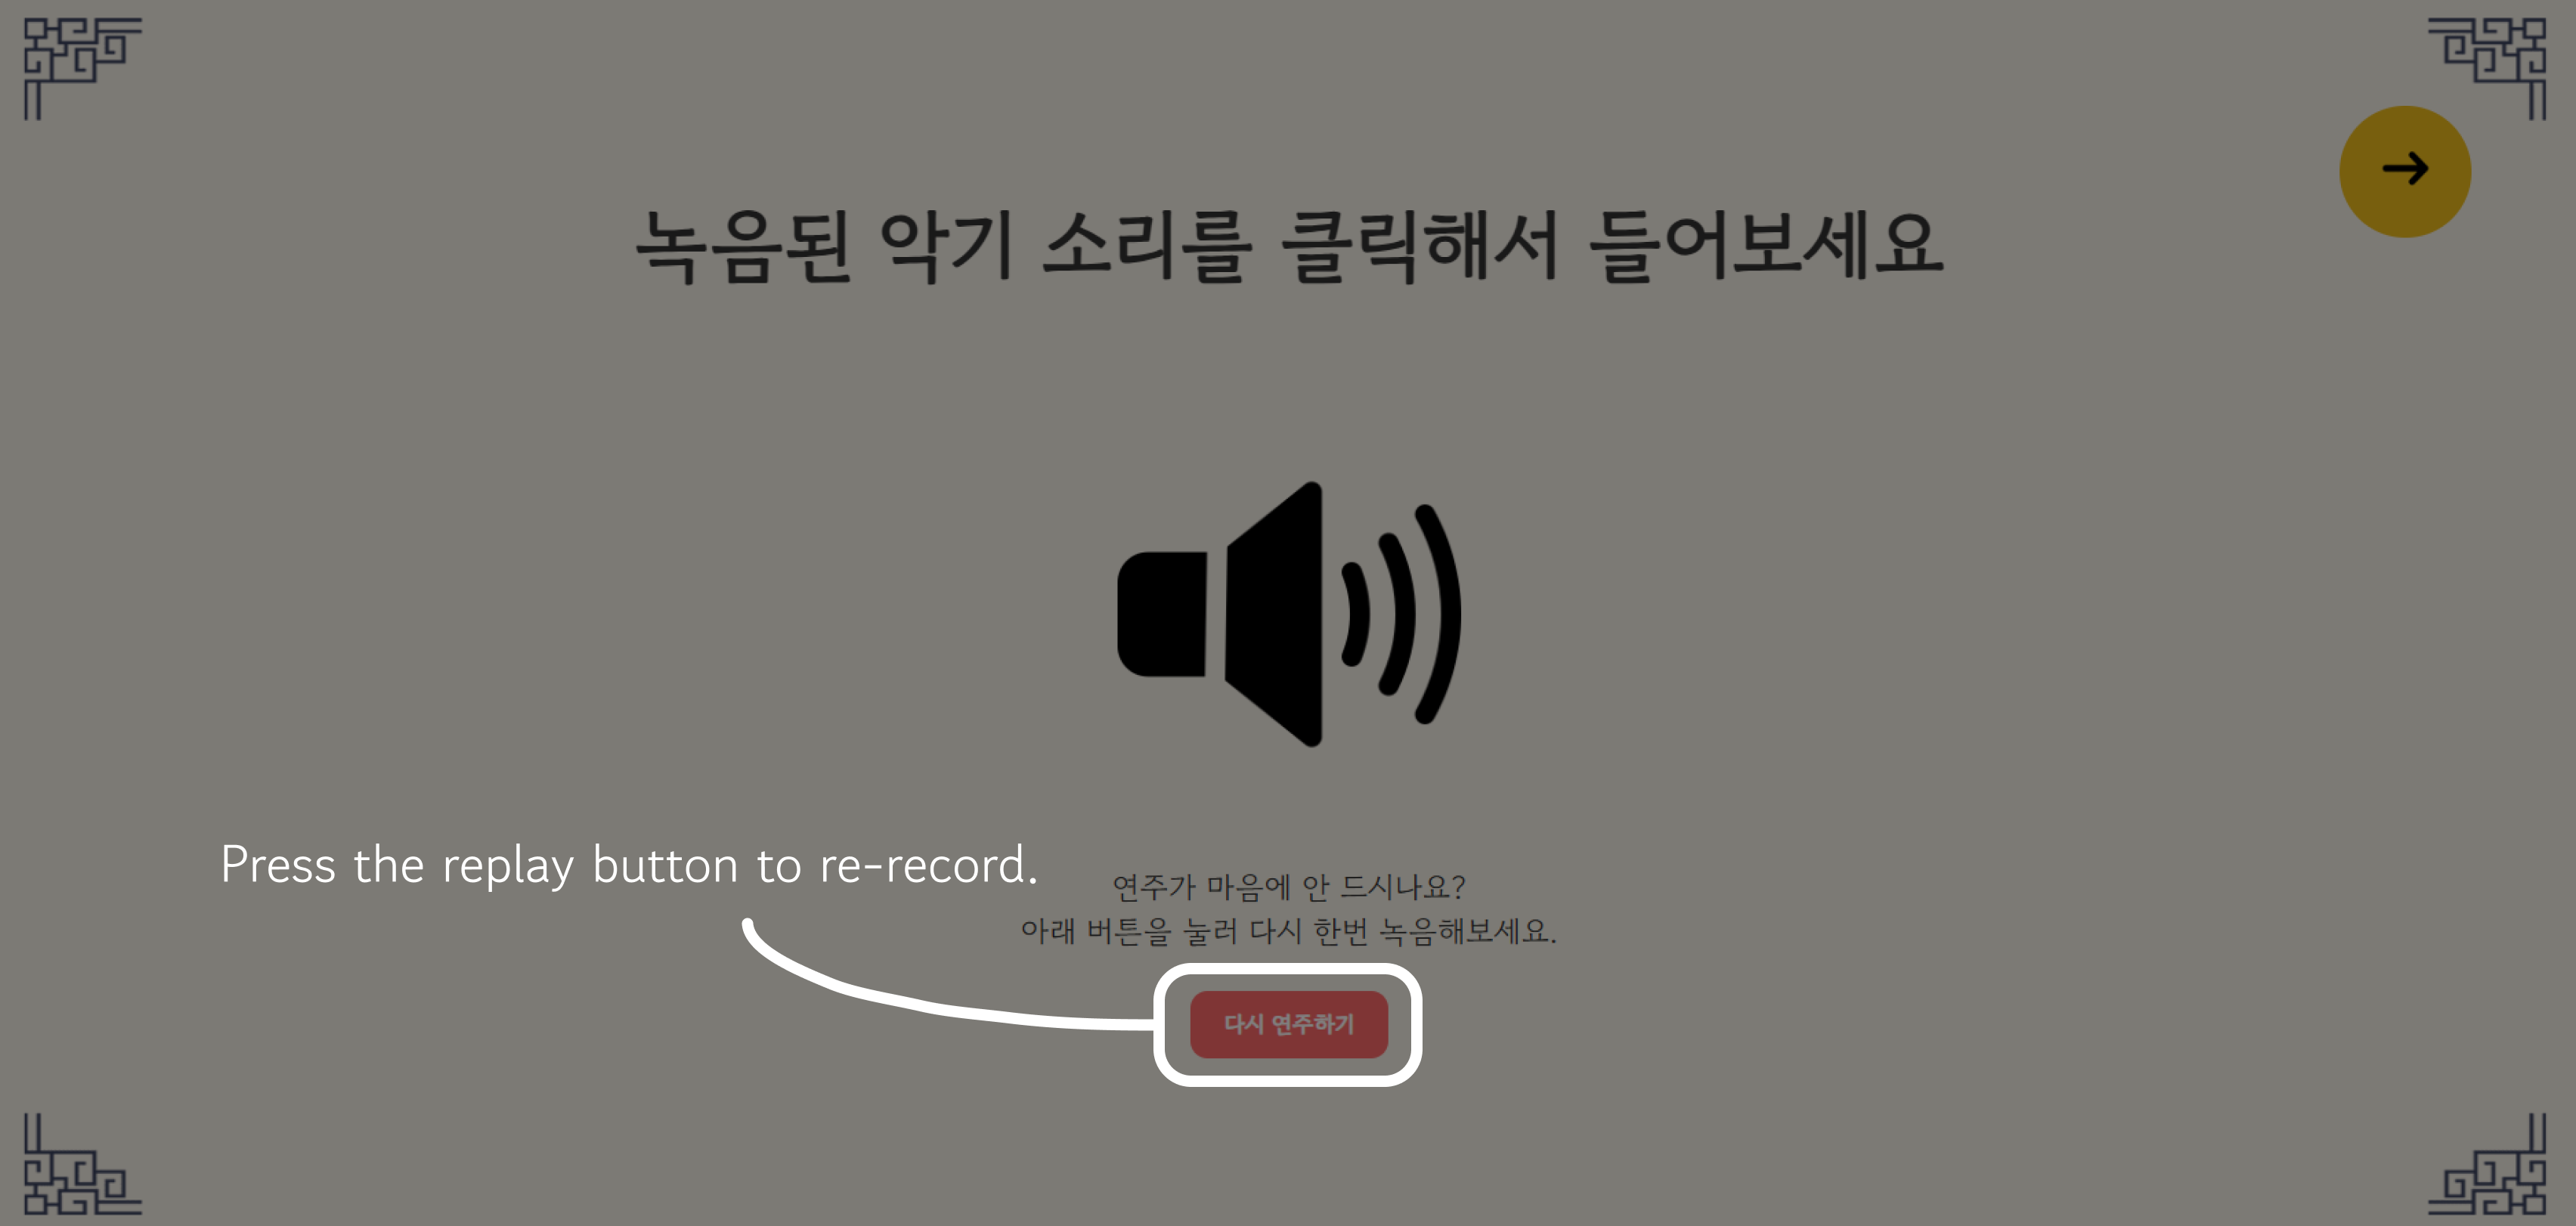 녹음된 악기 소리를 클릭해서 들어보세요
Press the replay button to re-record.
연주가 마음에 안 드시나요?
아래 버튼을 눌러 다시 한번 녹음해보세요.
다시 연주하기